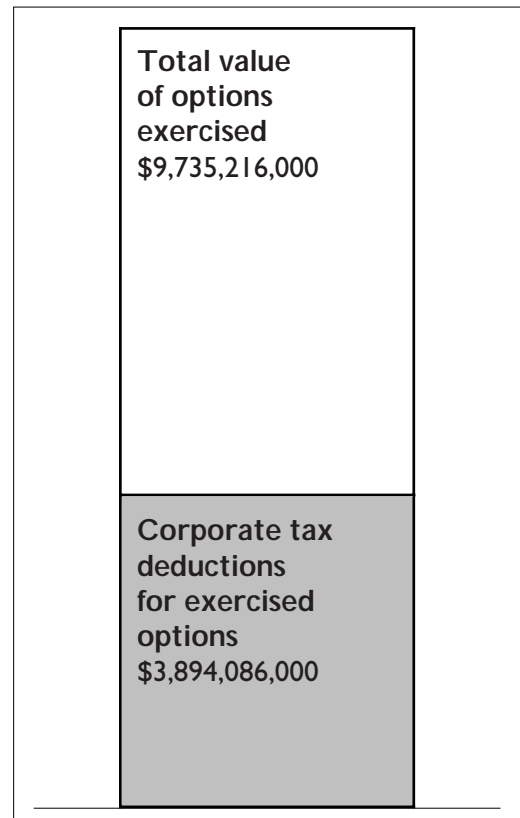 Total value
of options
exercised
$9,735,216,000
Corporate tax
deductions
for exercised
options
$3,894,086,000